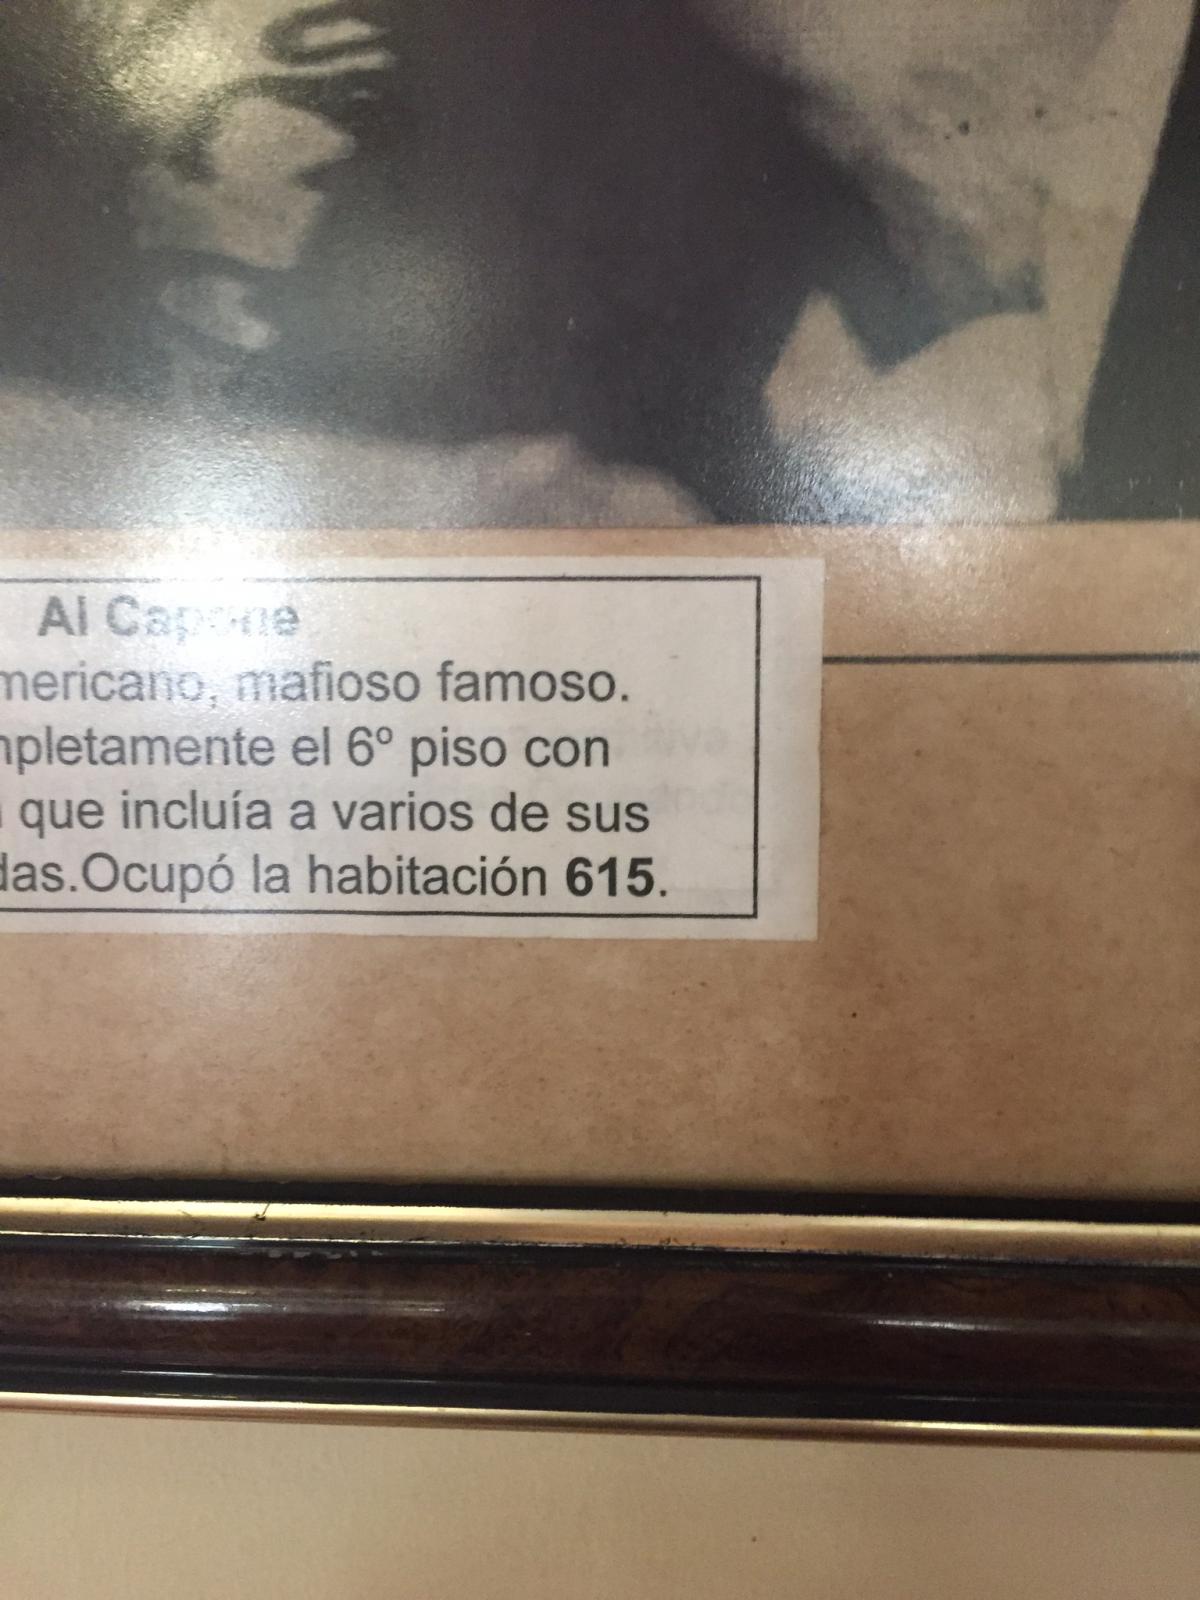 Al Capone
mericano, mafioso famoso.
mpletamente el 6º piso con
que incluía a varios de sus
das.Ocupó la habitación 615.